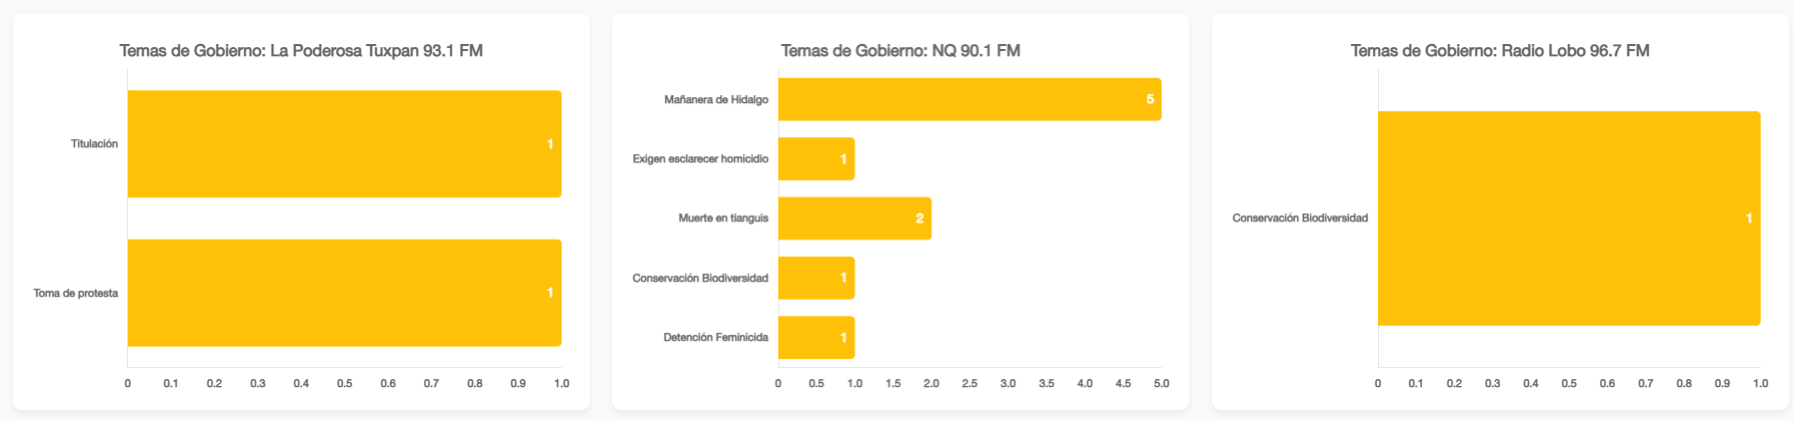 Temas de Gobierno: La Poderosa Tuxpan 93.1 FM
Titulación
1
Toma de protesta
1
0 0.1 0.2 0.3 0.4 0.5 0.6 0.7 0.8 0.9 1.0
Temas de Gobierno: NQ 90.1 FM
Mañanera de Hidalgo
5
Exigen esclarecer homicidio
1
Muerte en tianguis
2
Conservación Biodiversidad
1
Detención Feminicida
1
0 0.5 1.0 1.5 2.0 2.5 3.0 3.5 4.0 4.5 5.0
Temas de Gobierno: Radio Lobo 96.7 FM
Conservación Biodiversidad
1
0 0.1 0.2 0.3 0.4 0.5 0.6 0.7 0.8 0.9 1.0